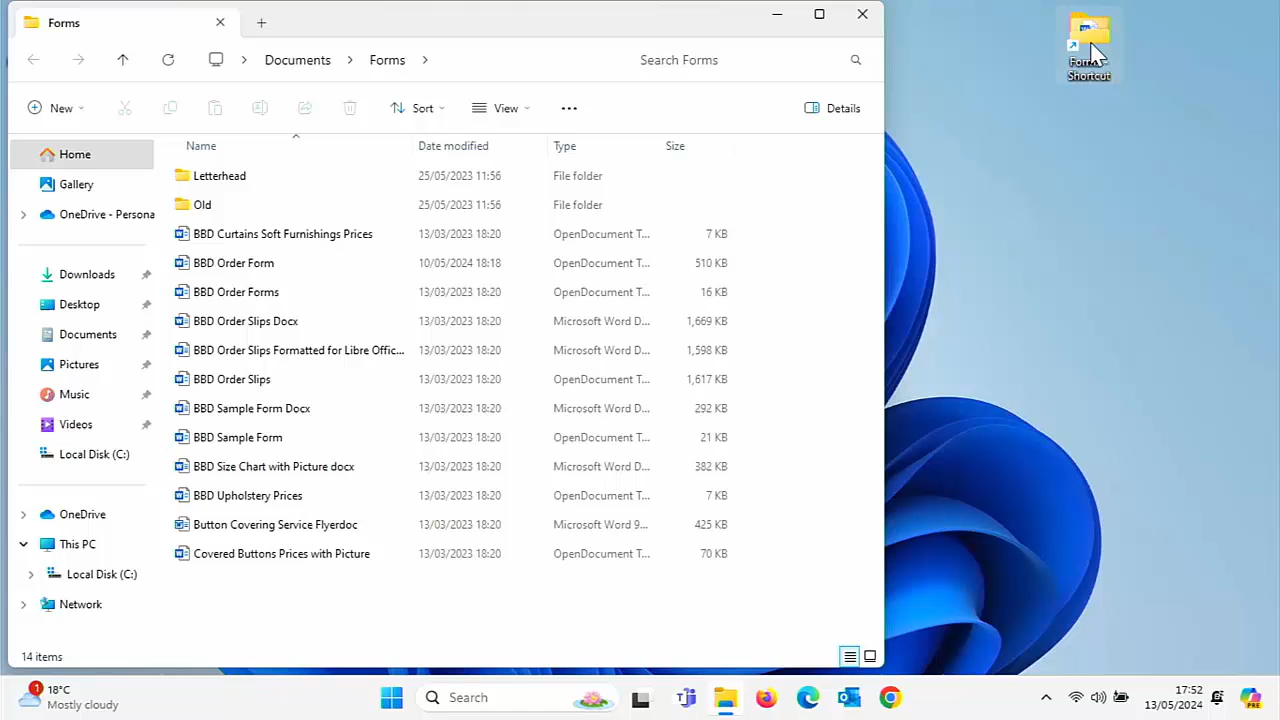 Forms
Documents Forms Search Forms
New Sort View Details
Name Date modified Type Size
Home
Gallery
OneDrive - Persona
Downloads
Desktop
Documents
Pictures
Music
Videos
Local Disk (C:)
OneDrive
This PC
Local Disk (C:)
Network
Letterhead 25/05/2023 11:56 File folder
Old 25/05/2023 11:56 File folder
BBD Curtains Soft Furnishings Prices 13/03/2023 18:20 OpenDocument T... 7 KB
BBD Order Form 10/05/2024 18:18 OpenDocument T... 510 KB
BBD Order Forms 13/03/2023 18:20 OpenDocument T... 16 KB
BBD Order Slips Docx 13/03/2023 18:20 Microsoft Word D... 1,669 KB
BBD Order Slips Formatted for Libre Offic... 13/03/2023 18:20 Microsoft Word D... 1,598 KB
BBD Order Slips 13/03/2023 18:20 OpenDocument T... 1,617 KB
BBD Sample Form Docx 13/03/2023 18:20 Microsoft Word D... 292 KB
BBD Sample Form 13/03/2023 18:20 OpenDocument T... 21 KB
BBD Size Chart with Picture docx 13/03/2023 18:20 Microsoft Word D... 382 KB
BBD Upholstery Prices 13/03/2023 18:20 OpenDocument T... 7 KB
Button Covering Service Flyerdoc 13/03/2023 18:20 Microsoft Word 9... 425 KB
Covered Buttons Prices with Picture 13/03/2023 18:20 OpenDocument T... 70 KB
14 items
Shortcut
1
18°C
Mostly cloudy
Search
17:52
13/05/2024
PRE